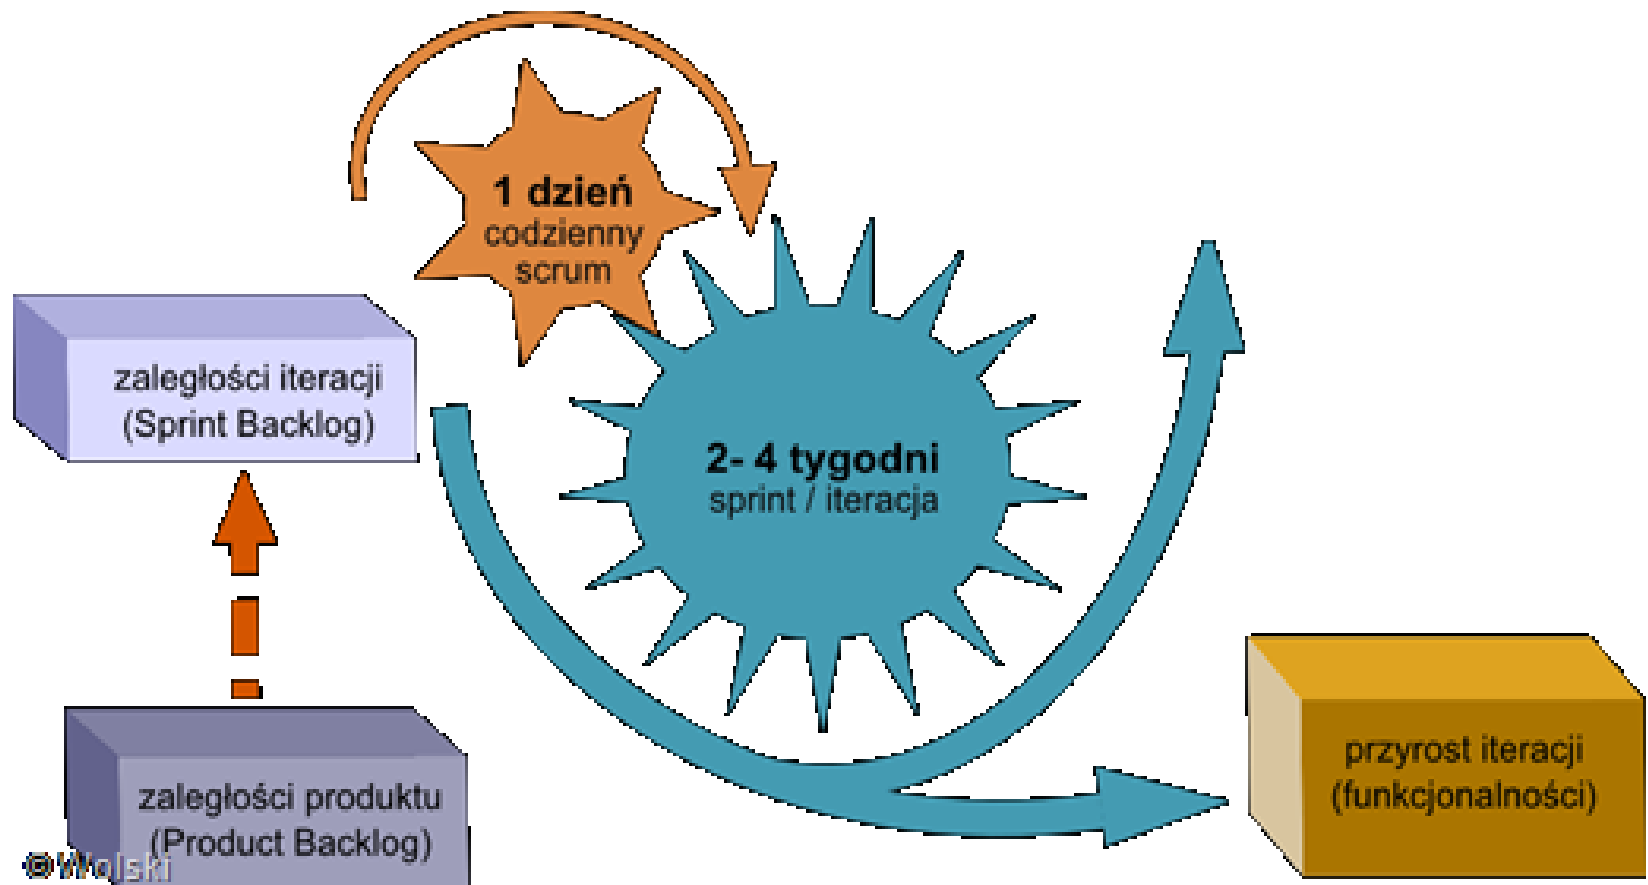 1 dzień
codzienny
scrum
zaległości iteracji
(Sprint Backlog)
2- 4 tygodni
sprint / iteracja
przyrost iteracji
(funkcjonalności)
zaległości produktu
(Product Backlog)
©Wolski